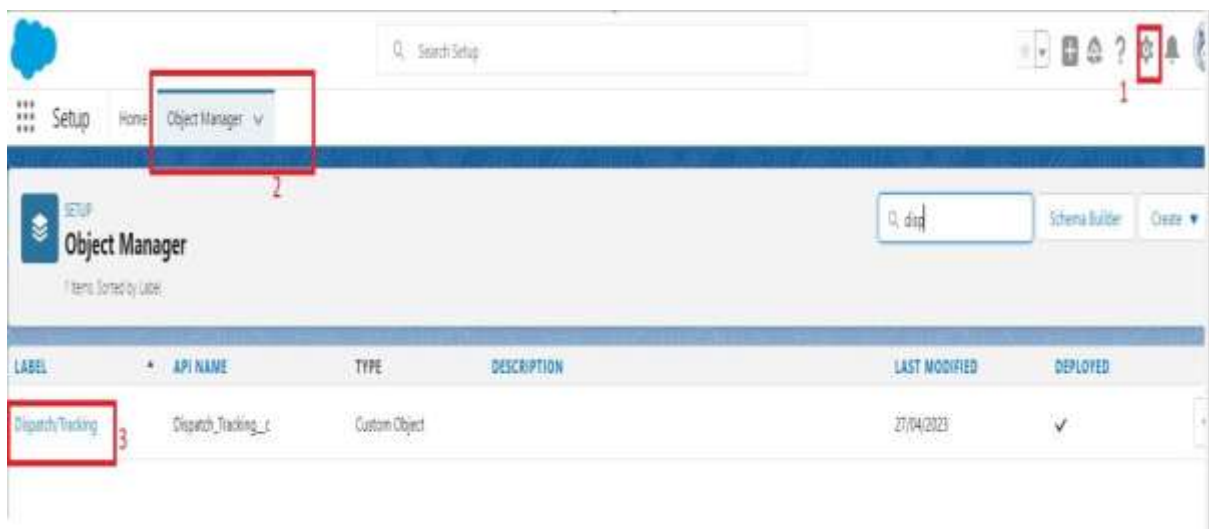 Search Setup
?
1
Setup Home Object Manager
2
SETUP
Object Manager
1 Items, Sorted by Label
disp
Schema Builder
Create
LABEL API NAME TYPE DESCRIPTION LAST MODIFIED DEPLOYED
Dispatch/Tracking Dispatch_Tracking__c Custom Object 27/04/2023
3